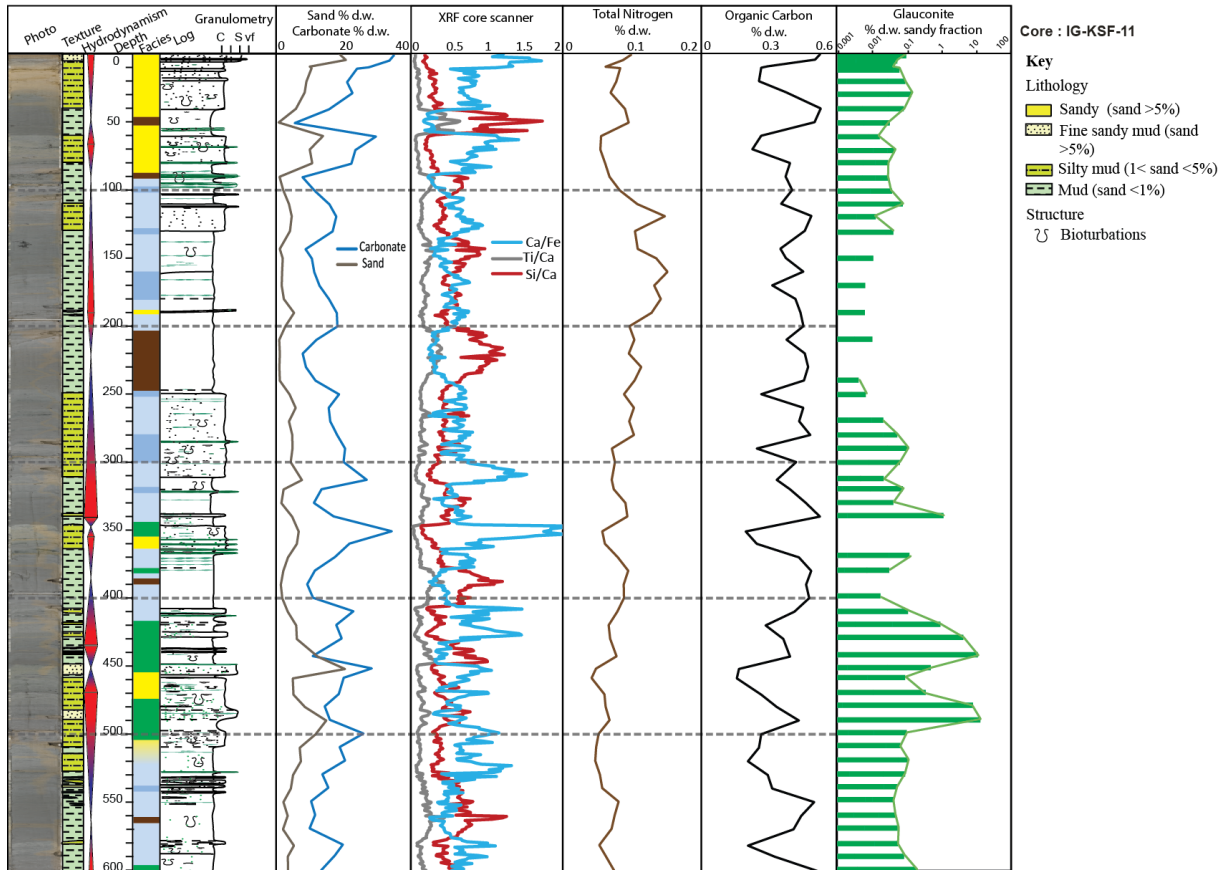 Photo
Texture
Hydrodynamism
Depth
Facies
Log
Granulometry
C S vf
Sand % d.w.
Carbonate % d.w.
0 20 40
XRF core scanner
0 0.5 1 1.5 2
Total Nitrogen
% d.w.
0 0.1 0.2
Organic Carbon
% d.w.
0 0.3 0.6
Glauconite
% d.w. sandy fraction
0.001 0.01 0.1 1 10 100
0
50
100
150
200
250
300
350
400
450
500
550
600
Carbonate
Sand
Ca/Fe
Ti/Ca
Si/Ca
Core : IG-KSF-11
Key
Lithology
Sandy (sand >5%)
Fine sandy mud (sand
>5%)
Silty mud (1< sand <5%)
Mud (sand <1%)
Structure
Bioturbations